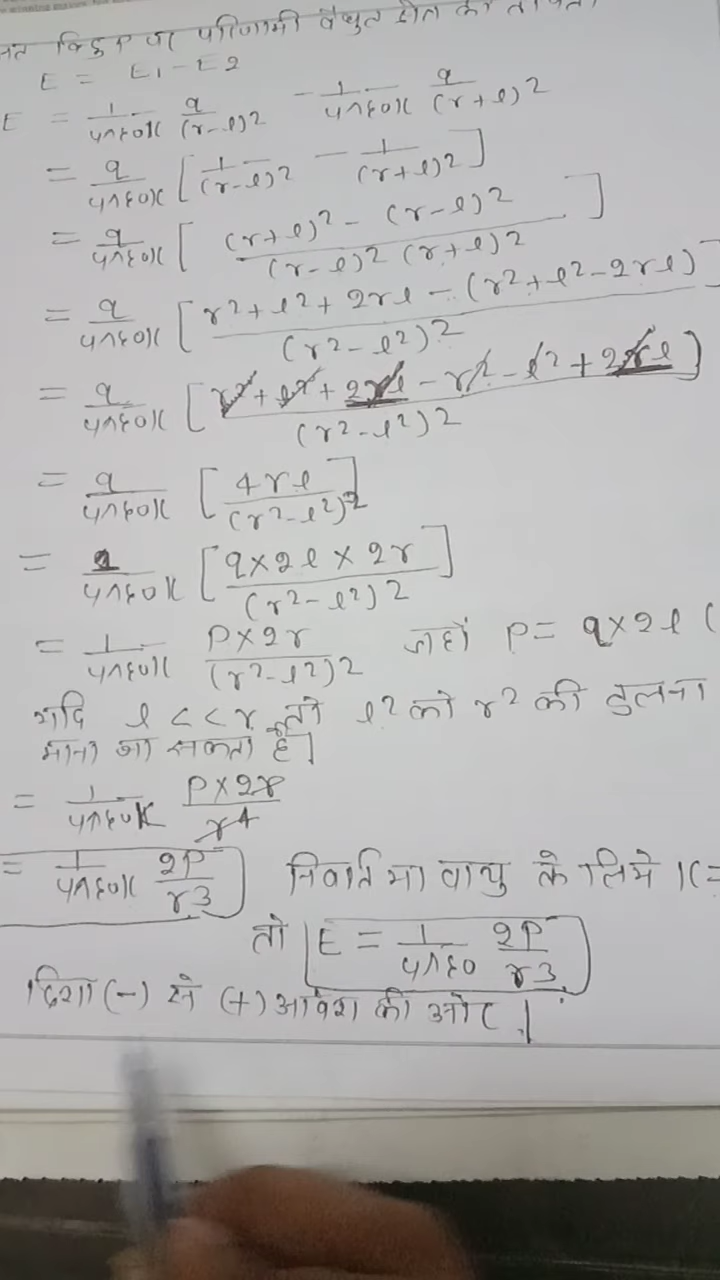 बिन्दु P पर परिणामी वैद्युत क्षेत्र की
E = E₁ - E₂
E = 1/4πε₀K q/(r-l)² - 1/4πε₀K q/(r+l)²
= q/4πε₀K [1/(r-l)² - 1/(r+l)²]
= q/4πε₀K [(r+l)² - (r-l)² / (r-l)² (r+l)²]
= q/4πε₀K [r²+l²+2rl - (r²+l²-2rl) / (r²-l²)²]
= q/4πε₀K [r²+l²+2rl - r² - l² + 2rl / (r²-l²)²]
= q/4πε₀K [4rl / (r²-l²)²]
= /4πε₀K [q×2l×2r / (r²-l²)²]
= 1/4πε₀K P×2r/(r²-l²)² जहाँ P = q×2l (
यदि l << r तो l² को r² की तुलना
माना जा सकता है।
= 1/4πε₀K P×2r/r⁴
= 1/4πε₀K 2P/r³ निर्वात या वायु के लिये K=
तो E = 1/4πε₀ 2P/r³
दिशा (-) से (+) आवेश की ओर।